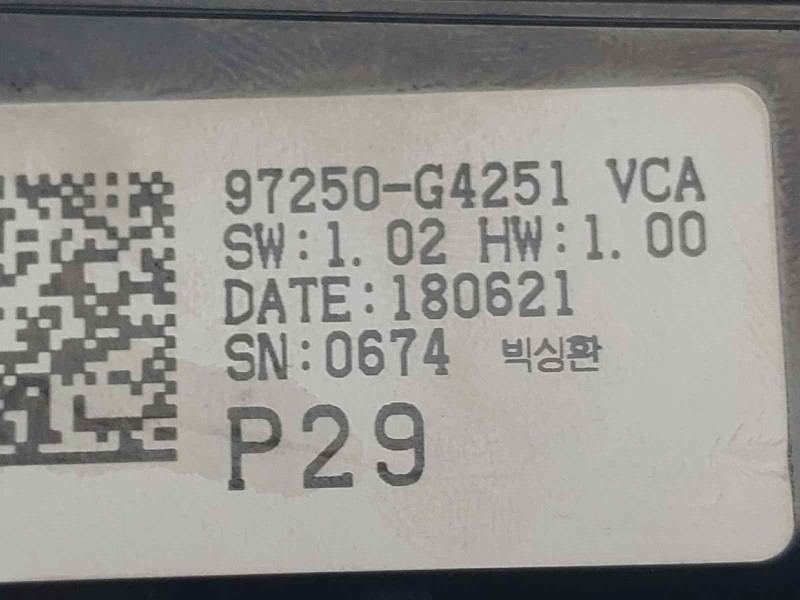 97250-G4251 VCA
SW:1. 02 HW:1. 00
DATE:180621
SN:0674 빅싱환
P29